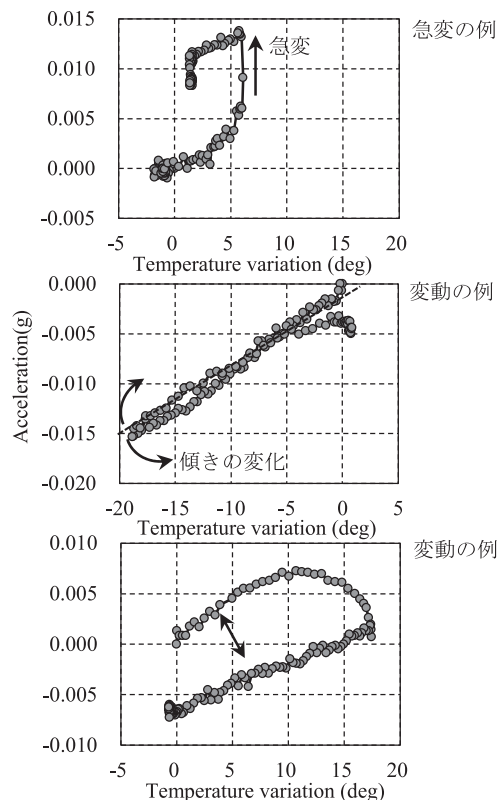 急変の例
0.015
急変
0.010
0.005
0.000
-0.005
-5 0 5 10 15 20
Temperature variation (deg)
変動の例
0.000
-0.005
Acceleration(g)
-0.010
-0.015
傾きの変化
-0.020
-20 -15 -10 -5 0 5
Temperature variation (deg)
変動の例
0.010
0.005
0.000
-0.005
-0.010
-5 0 5 10 15 20
Temperature variation (deg)